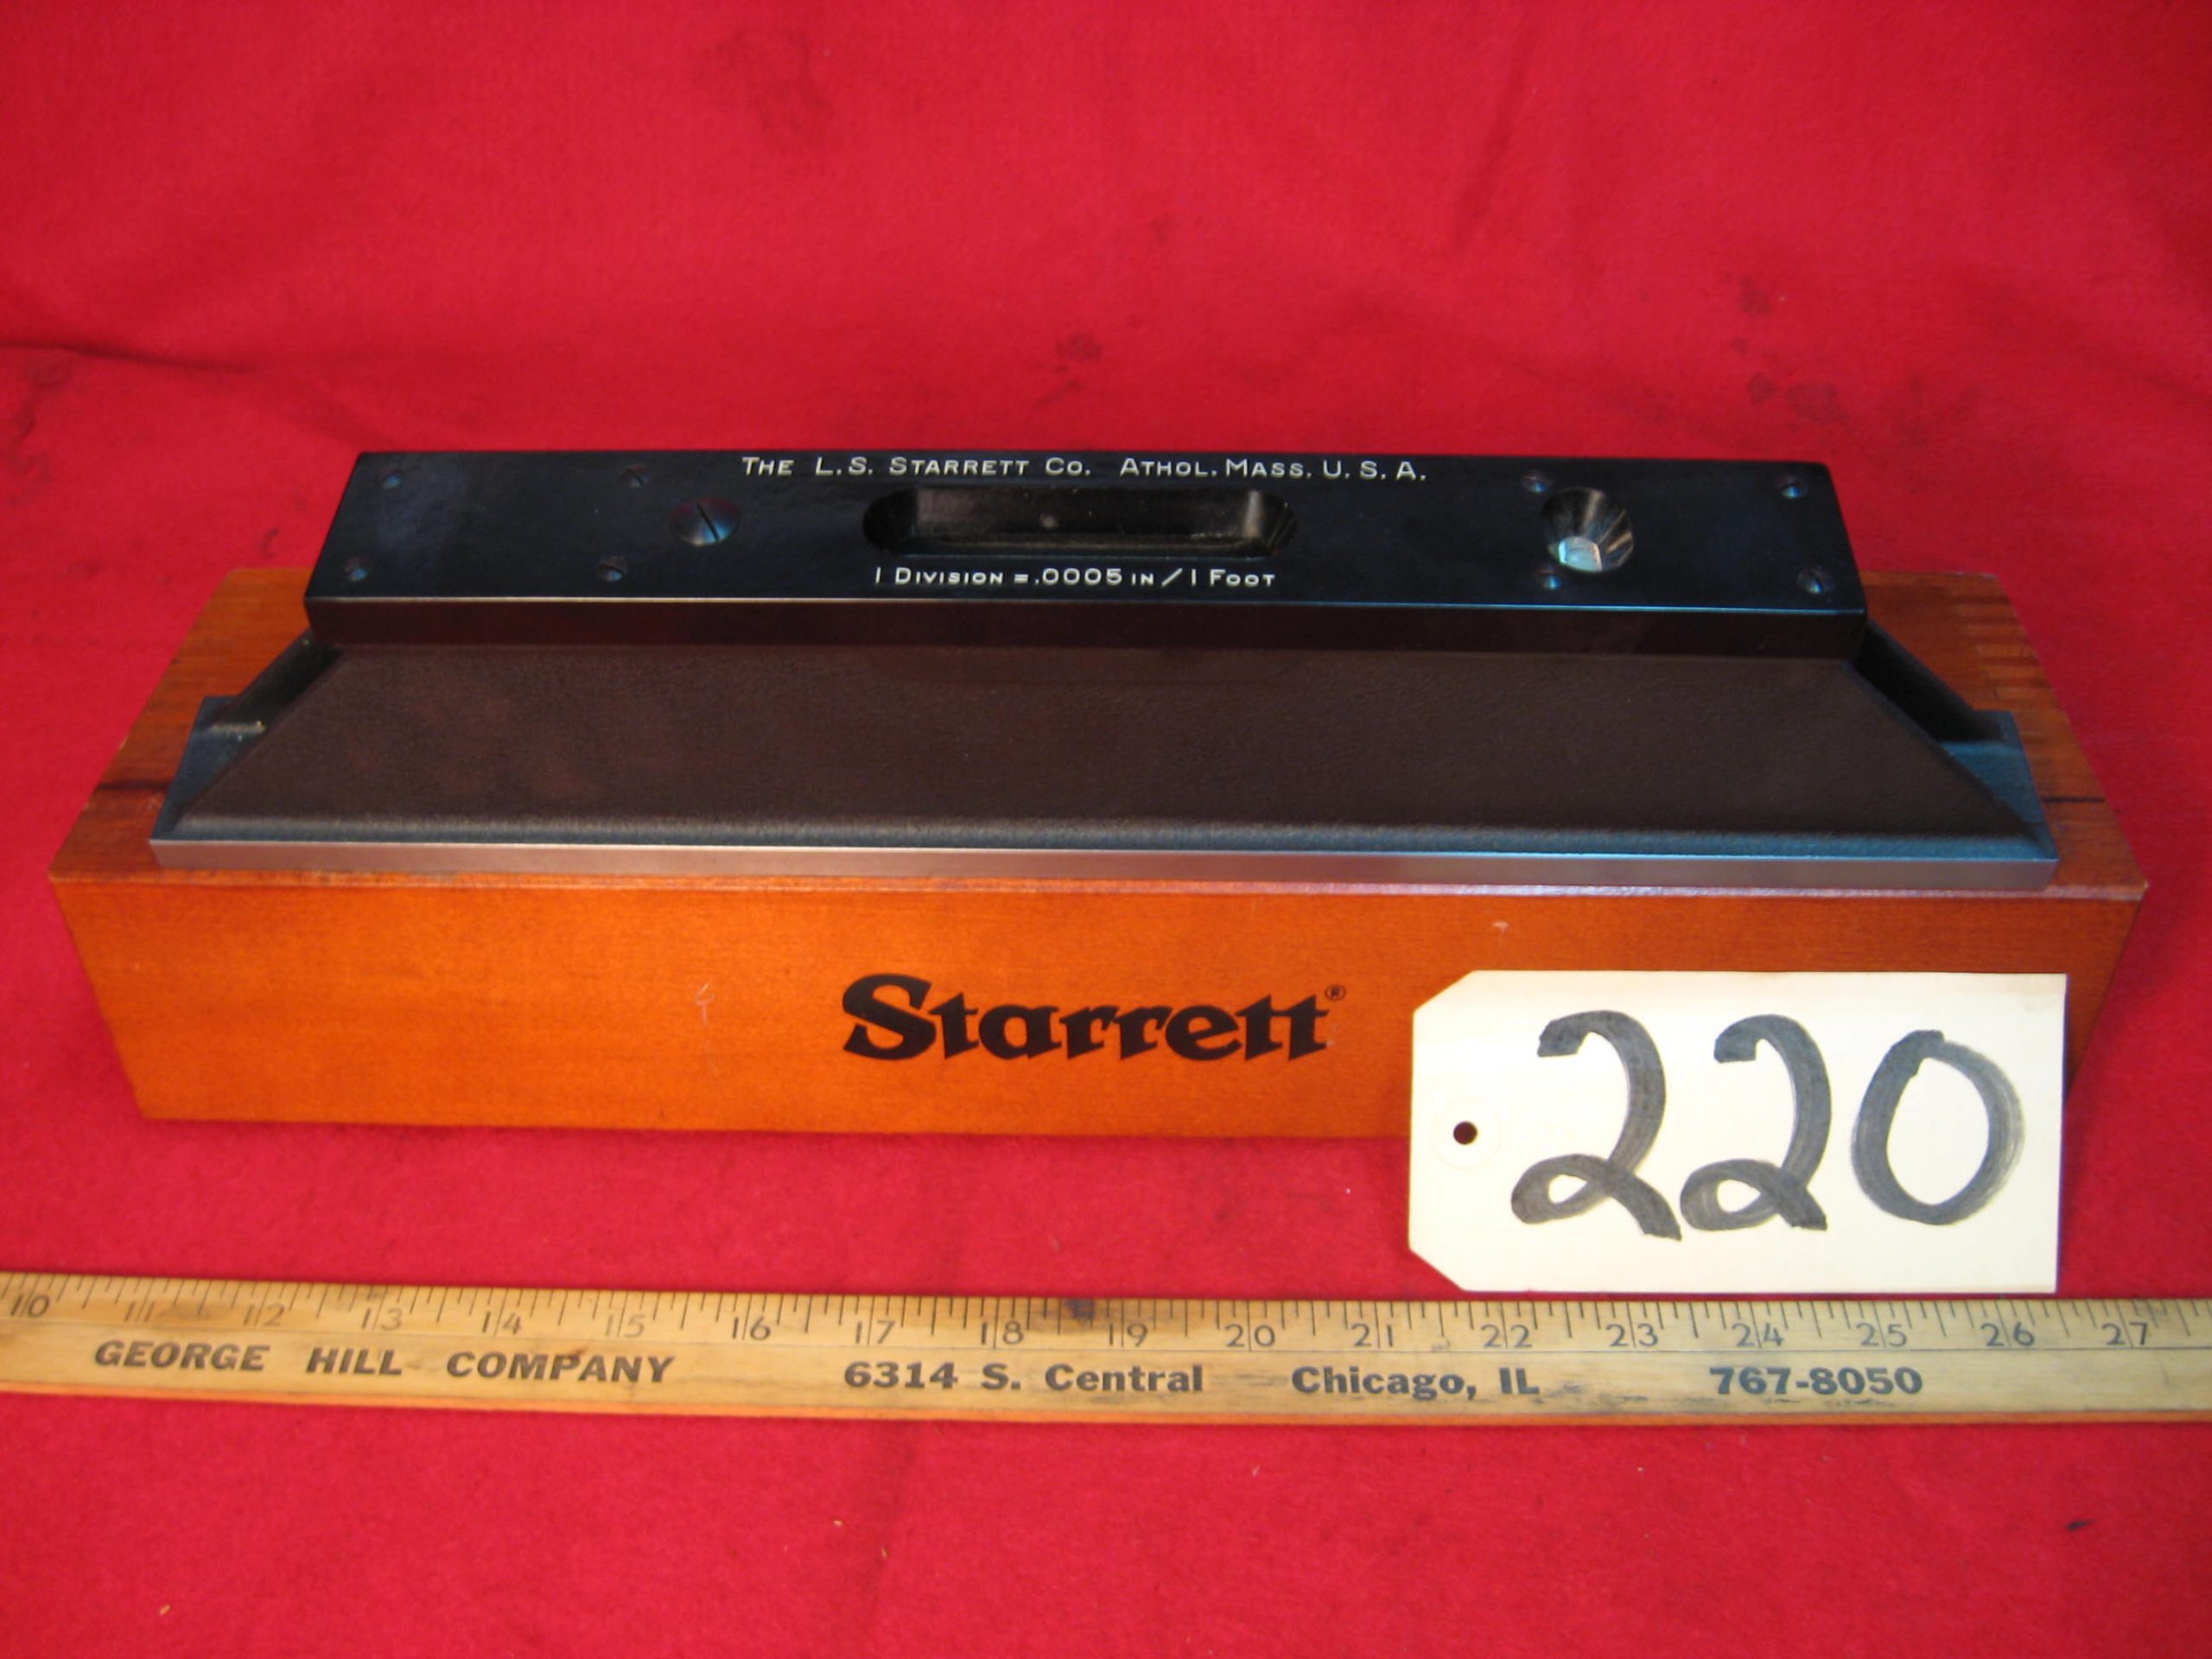 THE L.S. STARRETT CO. ATHOL. MASS. U.S.A.
1 DIVISION = .0005 IN / 1 FOOT
Starrett®
220
10 11 12 13 14 15 16 17 18 19 20 21 22 23 24 25 26 27
GEORGE HILL COMPANY 6314 S. Central Chicago, IL 767-8050